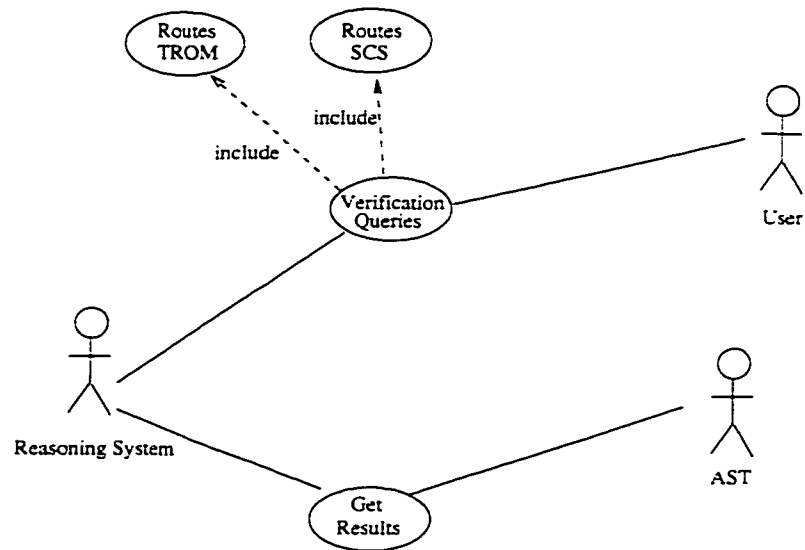 Routes
TROM
Routes
SCS
include
include
Verification
Queries
User
Reasoning System
AST
Get
Results